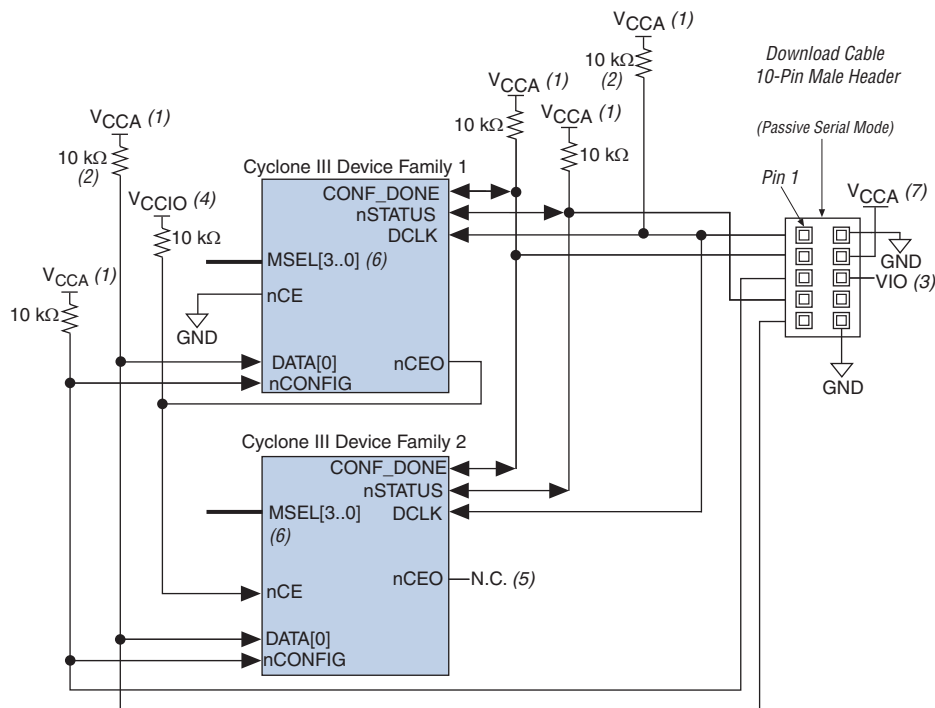 VCCA (1)
10 kΩ
(2)
Download Cable
10-Pin Male Header
(Passive Serial Mode)
Pin 1
VCCA (7)
GND
VIO (3)
GND
VCCA (1)
10 kΩ
VCCA (1)
10 kΩ
VCCA (1)
10 kΩ
(2)
VCCIO (4)
10 kΩ
VCCA (1)
10 kΩ
GND
Cyclone III Device Family 1
CONF_DONE
nSTATUS
DCLK
MSEL[3..0] (6)
nCE
DATA[0]
nCEO
nCONFIG
Cyclone III Device Family 2
CONF_DONE
nSTATUS
MSEL[3..0]
DCLK
(6)
nCEO
N.C. (5)
nCE
DATA[0]
nCONFIG